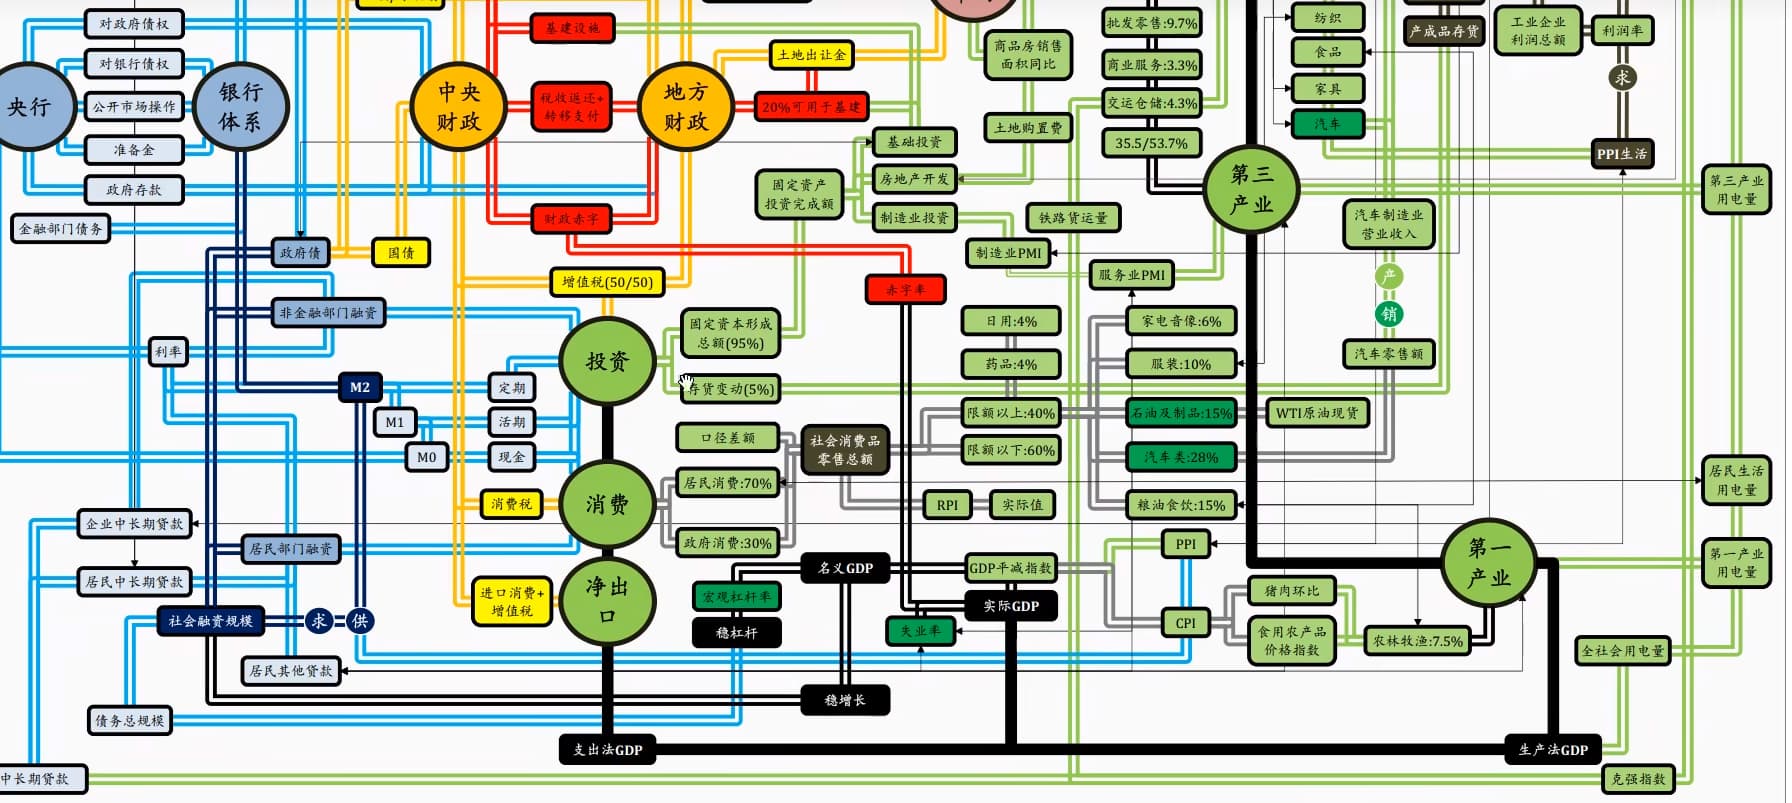 对政府债权
对银行债权
公开市场操作
准备金
政府存款
金融部门债务
央行
银行
体系
政府债
国债
中央
财政
地方
财政
基建设施
税收返还+
转移支付
财政赤字
土地出让金
20%可用于基建
增值税(50/50)
赤字率
非金融部门融资
利率
M2
M1
M0
定期
活期
现金
投资
消费
净出
口
消费税
进口消费+
增值税
企业中长期贷款
居民部门融资
居民中长期贷款
社会融资规模
求
供
居民其他贷款
债务总规模
中长期贷款
固定资产
投资完成额
基础投资
房地产开发
制造业投资
商品房销售
面积同比
土地购置费
铁路货运量
制造业PMI
服务业PMI
固定资本形成
总额(95%)
存货变动(5%)
口径差额
居民消费:70%
政府消费:30%
社会消费品
零售总额
日用:4%
药品:4%
限额以上:40%
限额以下:60%
RPI
实际值
家电音像:6%
服装:10%
石油及制品:15%
汽车类:28%
粮油食饮:15%
WTI原油现货
名义GDP
GDP平减指数
实际GDP
宏观杠杆率
稳杠杆
失业率
稳增长
支出法GDP
生产法GDP
PPI
CPI
猪肉环比
食用农产品
价格指数
农林牧渔:7.5%
批发零售:9.7%
商业服务:3.3%
交运仓储:4.3%
35.5/53.7%
第三
产业
第一
产业
纺织
食品
家具
汽车
产成品存货
工业企业
利润总额
利润率
求
PPI生活
汽车制造业
营业收入
产
销
汽车零售额
第三产业
用电量
居民生活
用电量
第一产业
用电量
全社会用电量
克强指数